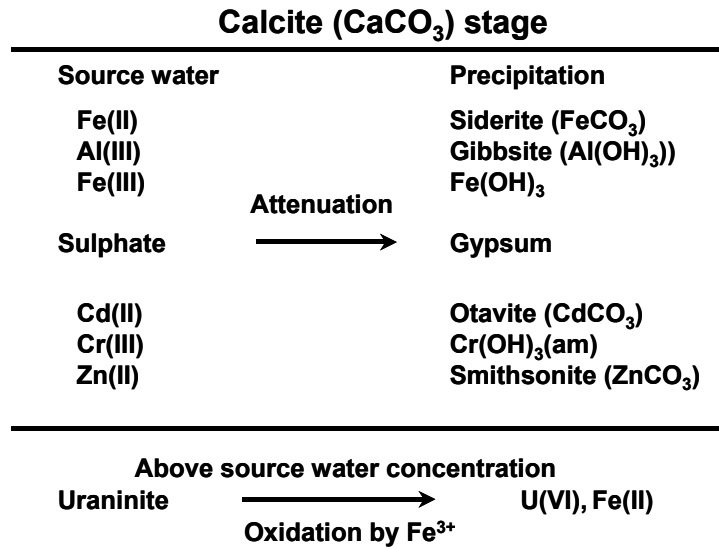 Calcite (CaCO₃) stage
Source water Precipitation
Fe(II) Siderite (FeCO₃)
Al(III) Gibbsite (Al(OH)₃))
Fe(III) Fe(OH)₃
Attenuation
Sulphate Gypsum
Cd(II) Otavite (CdCO₃)
Cr(III) Cr(OH)₃(am)
Zn(II) Smithsonite (ZnCO₃)
Above source water concentration
Uraninite U(VI), Fe(II)
Oxidation by Fe³⁺